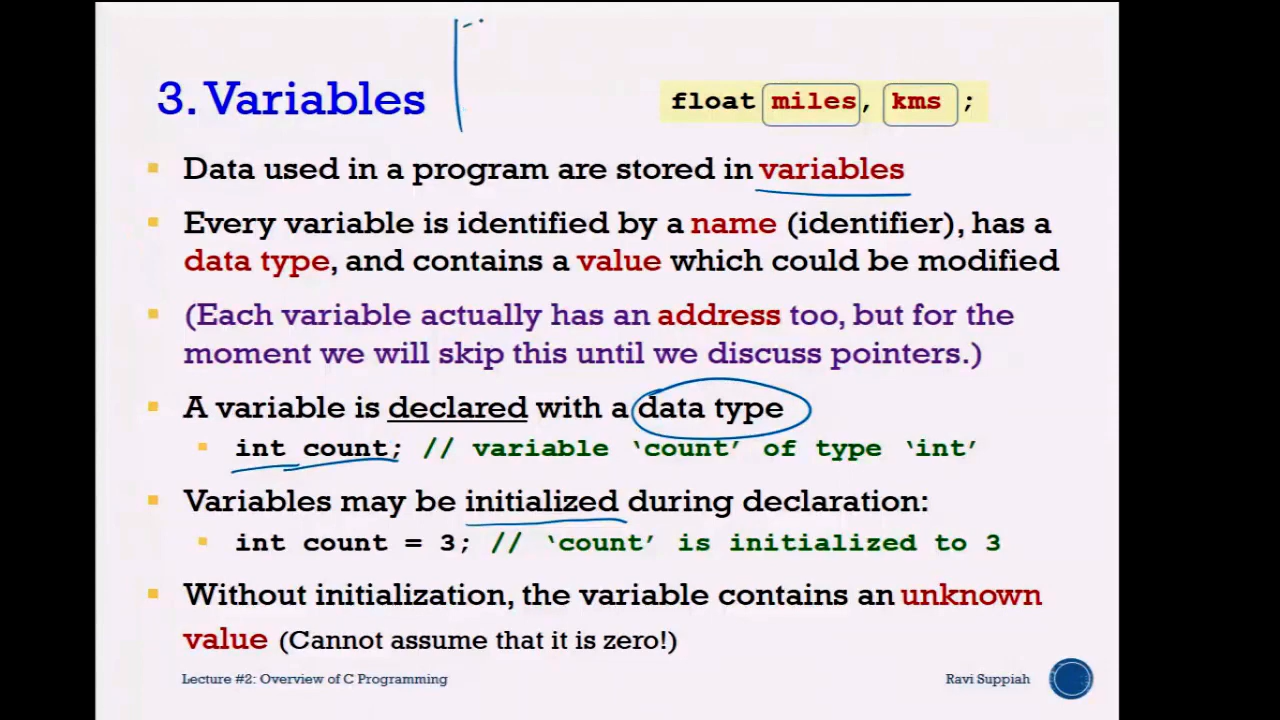 3. Variables
float miles, kms ;
Data used in a program are stored in variables
Every variable is identified by a name (identifier), has a
data type, and contains a value which could be modified
(Each variable actually has an address too, but for the
moment we will skip this until we discuss pointers.)
A variable is declared with a data type
int count; // variable ‘count’ of type ‘int’
Variables may be initialized during declaration:
int count = 3; // ‘count’ is initialized to 3
Without initialization, the variable contains an unknown
value (Cannot assume that it is zero!)
Lecture #2: Overview of C Programming
Ravi Suppiah